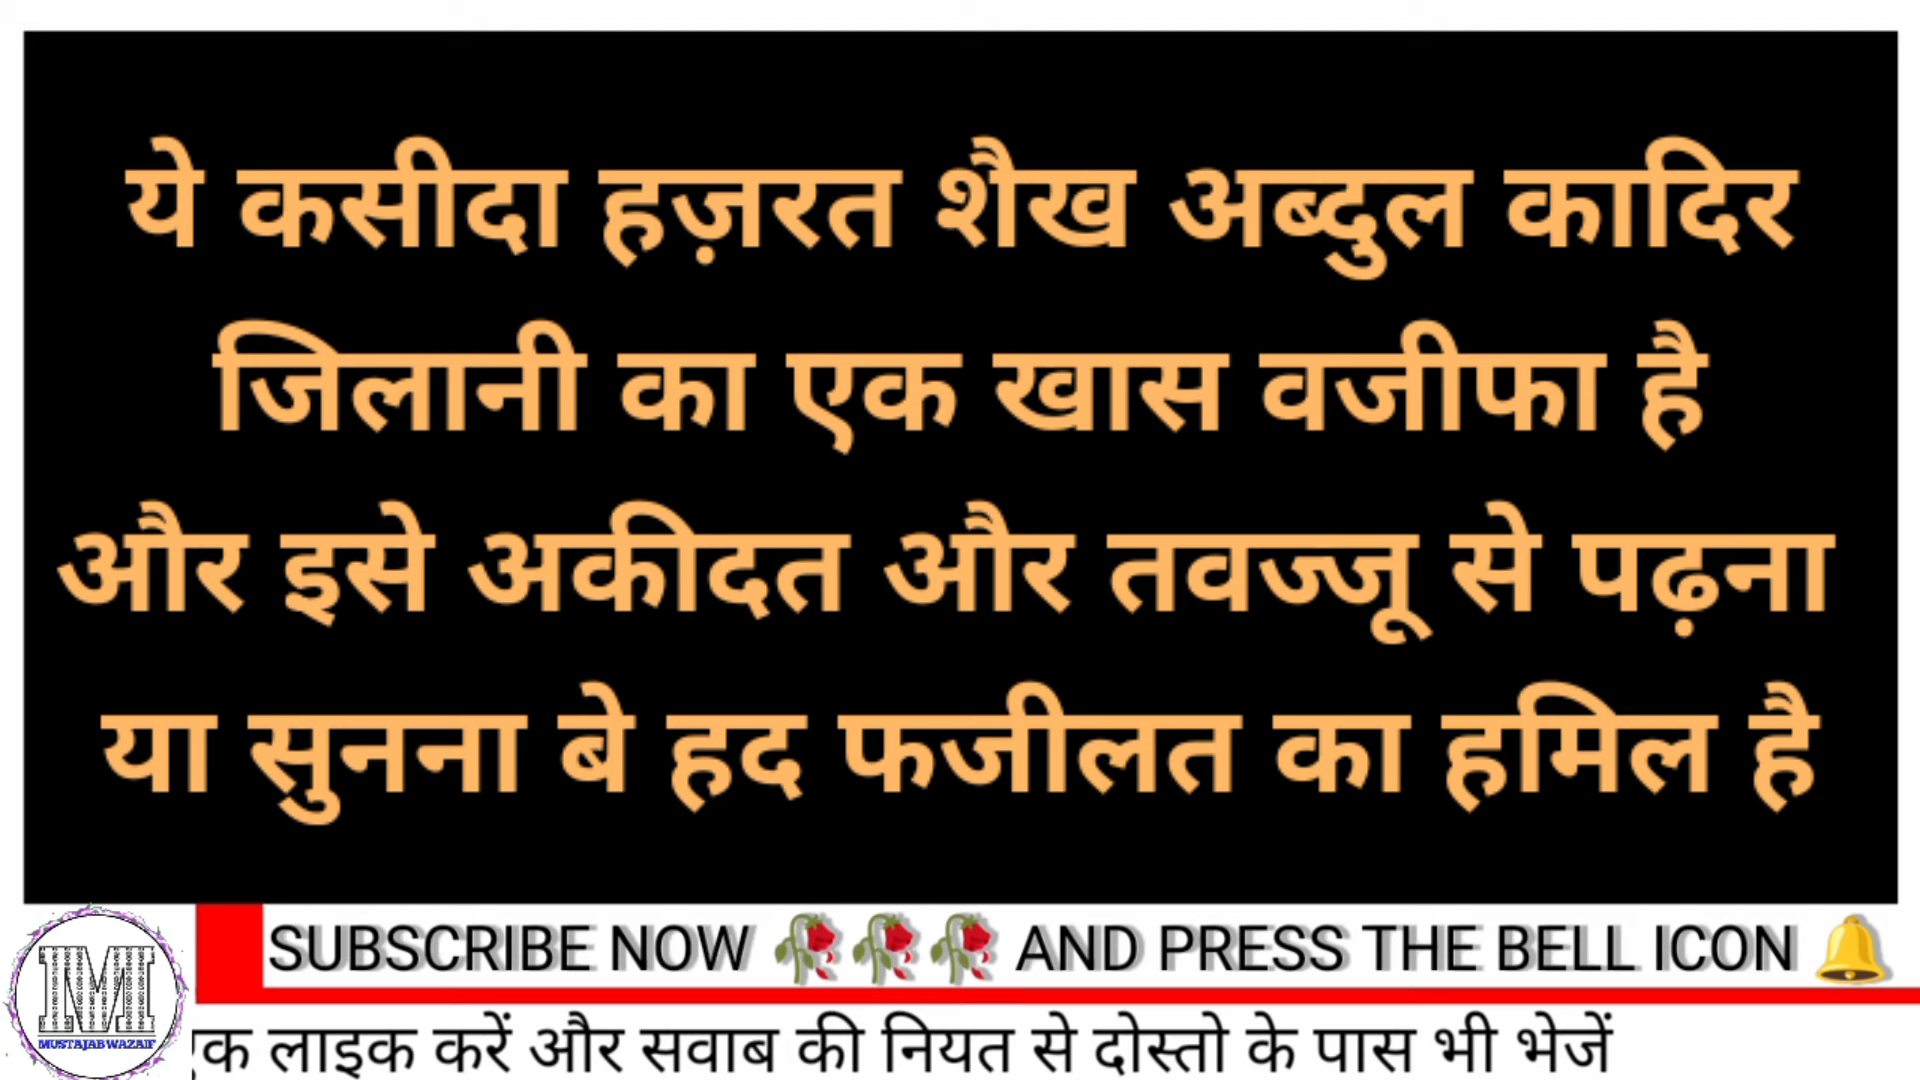 ये कसीदा हज़रत शैख अब्दुल कादिर
जिलानी का एक खास वजीफा है
और इसे अकीदत और तवज्जू से पढ़ना
या सुनना बे हद फजीलत का हमिल है
SUBSCRIBE NOW 🥀🥀🥀 AND PRESS THE BELL ICON 🔔
लाइक करें और सवाब की नियत से दोस्तो के पास भी भेजें
M
MUSTAJAB WAZAIF